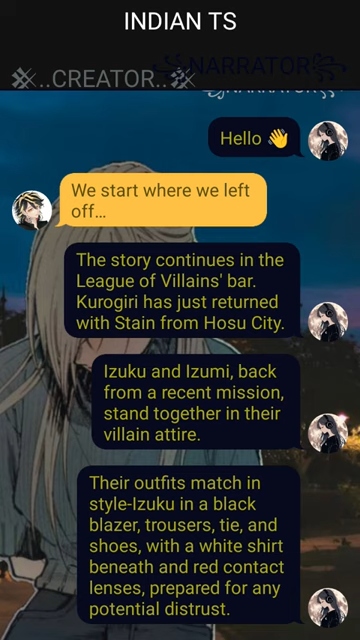 INDIAN TS
꧁NARRATOR꧂
※..CREATOR..※
Hello 👋
We start where we left
off…
The story continues in the
League of Villains' bar.
Kurogiri has just returned
with Stain from Hosu City.
Izuku and Izumi, back
from a recent mission,
stand together in their
villain attire.
Their outfits match in
style-Izuku in a black
blazer, trousers, tie, and
shoes, with a white shirt
beneath and red contact
lenses, prepared for any
potential distrust.